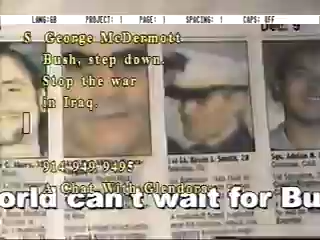 LANG:GB PROJECT: 1 PAGE: 1 SPACING: 1 CAPS: OFF
S George McDermott
Bush, step down.
Stop the war
in Iraq.
914 949 9495
A Chat With Glendora
orld can't wait for Bu